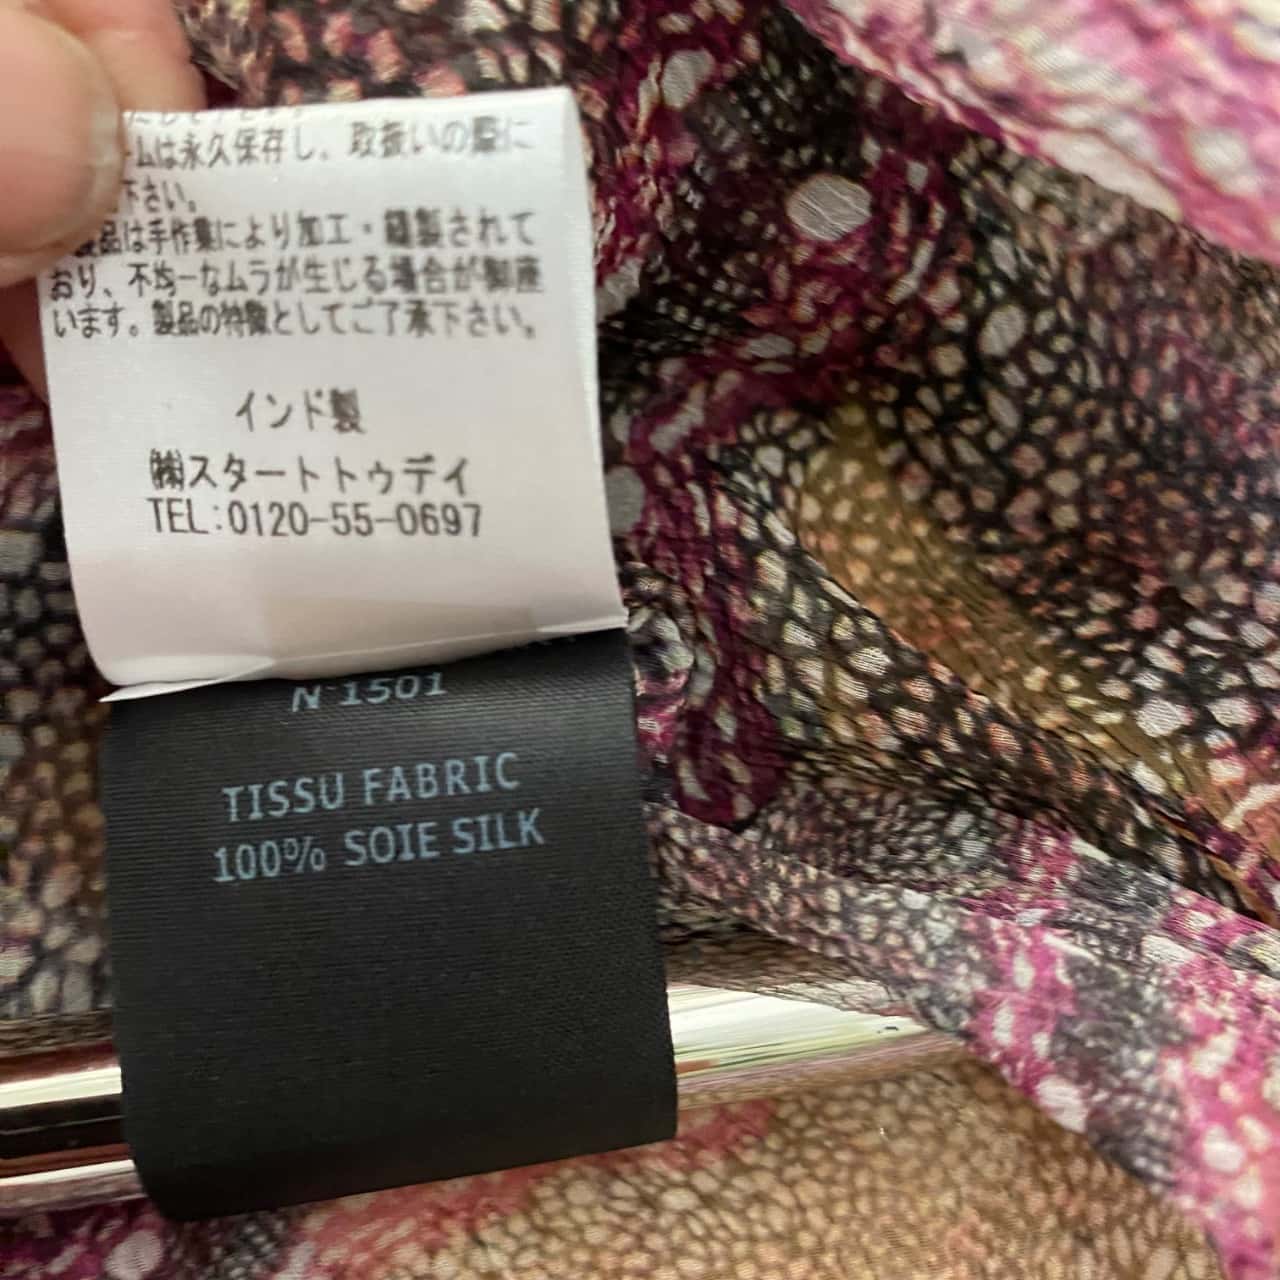 ムは永久保存し、取扱いの際に
下さい。
製品は手作業により加工・縫製されて
おり、不均一なムラが生じる場合が御座
います。製品の特徴としてご了承下さい。
インド製
㈱スタートトゥデイ
TEL:0120-55-0697
N°1501
TISSU FABRIC
100% SOIE SILK